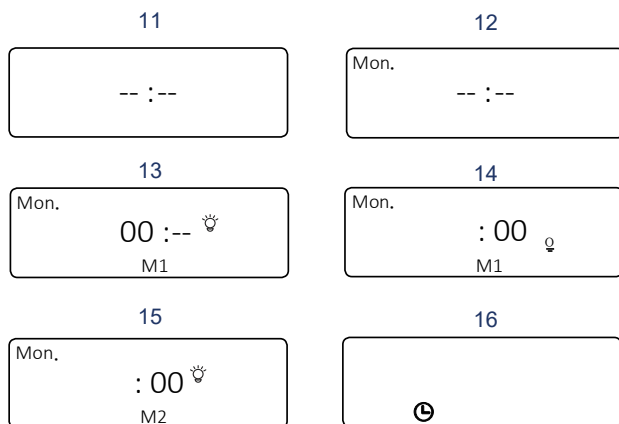 11
12
-- :--
Mon.
-- :--
13
14
Mon.
00 :--
M1
Mon.
: 00
M1
15
16
Mon.
: 00
M2